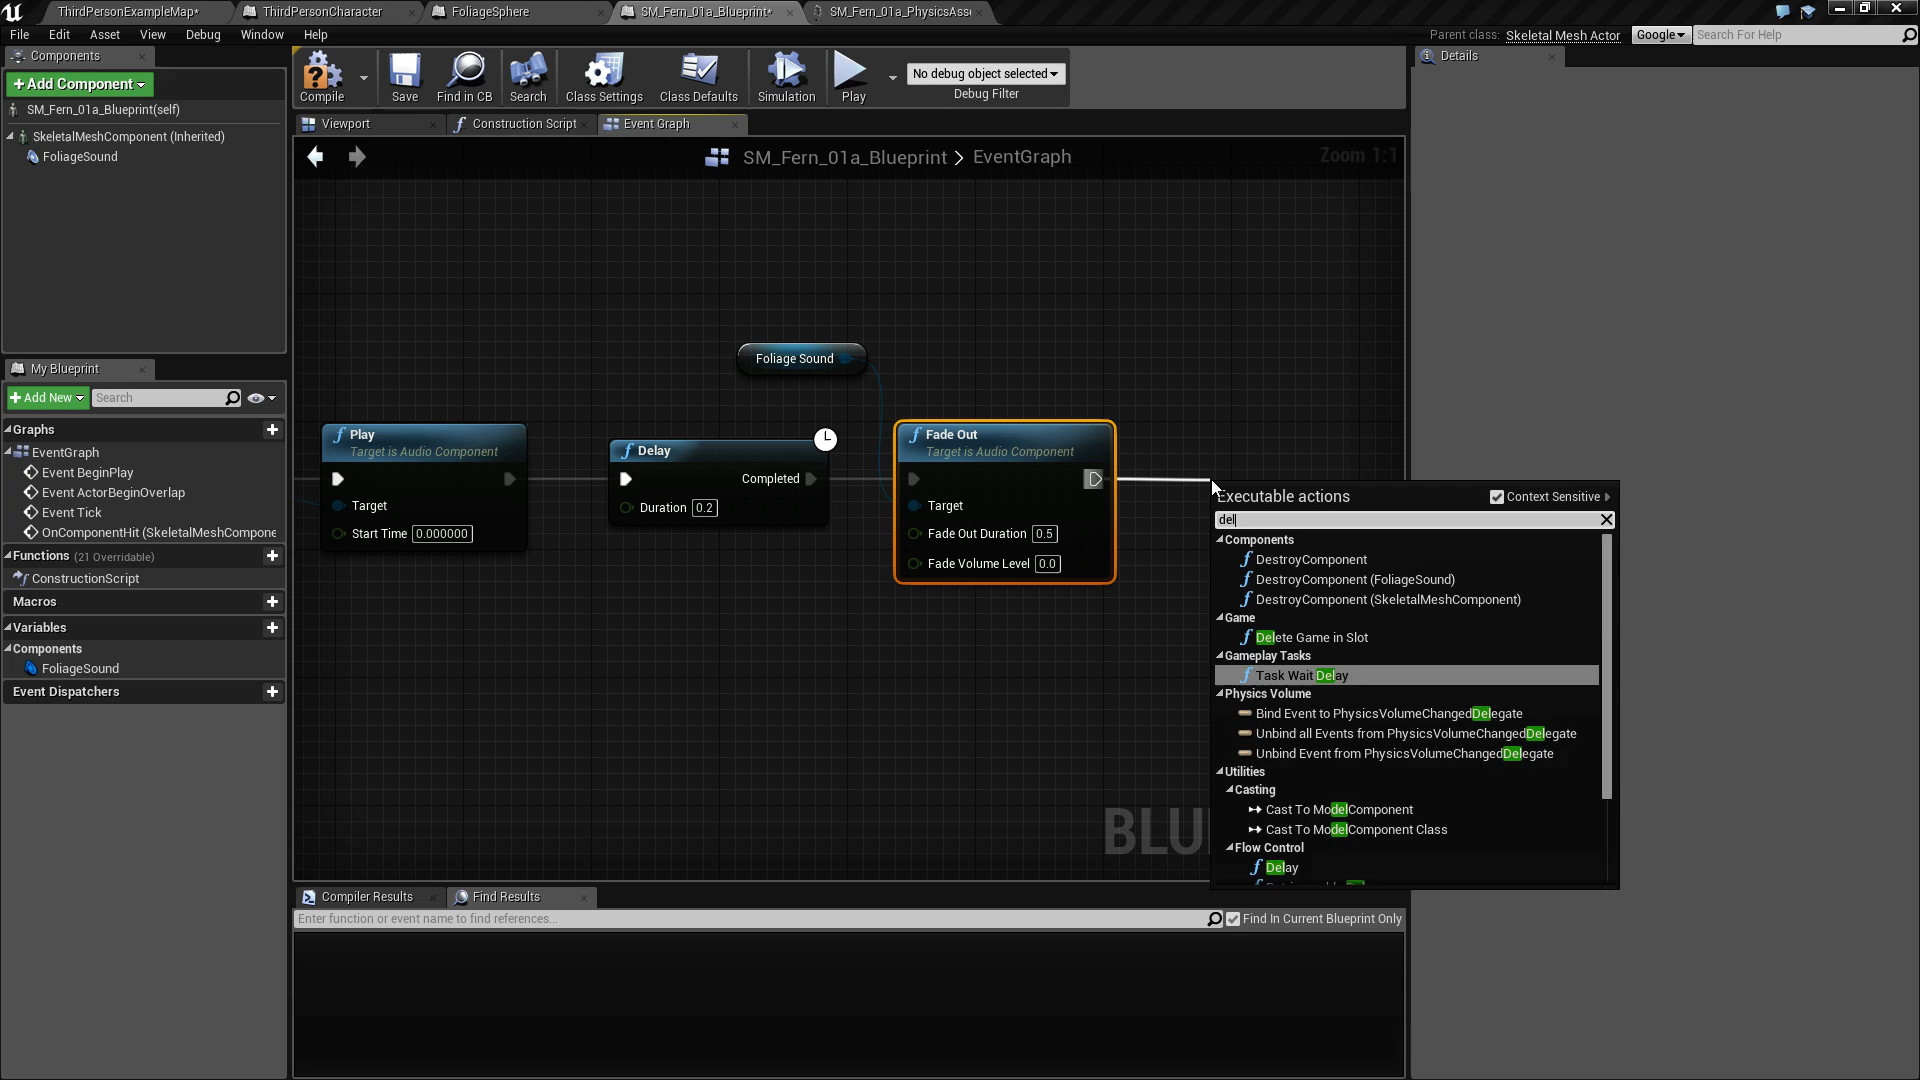 ThirdPersonExampleMap*
ThirdPersonCharacter
FoliageSphere
SM_Fern_01a_Blueprint*
SM_Fern_01a_PhysicsAss
File Edit Asset View Debug Window Help
Parent class: Skeletal Mesh Actor
Google
Search For Help
Components
+Add Component
SM_Fern_01a_Blueprint(self)
SkeletalMeshComponent (Inherited)
FoliageSound
Compile
Save
Find in CB
Search
Class Settings
Class Defaults
Simulation
Play
No debug object selected
Debug Filter
Details
Viewport
Construction Script
Event Graph
SM_Fern_01a_Blueprint > EventGraph
Zoom 1:1
My Blueprint
+Add New
Search
Graphs
EventGraph
Event BeginPlay
Event ActorBeginOverlap
Event Tick
OnComponentHit (SkeletalMeshCompone
Functions (21 Overridable)
ConstructionScript
Macros
Variables
Components
FoliageSound
Event Dispatchers
Foliage Sound
Play
Target is Audio Component
Target
Start Time 0.000000
Delay
Completed
Duration 0.2
Fade Out
Target is Audio Component
Target
Fade Out Duration 0.5
Fade Volume Level 0.0
Executable actions
Context Sensitive
del
Components
DestroyComponent
DestroyComponent (FoliageSound)
DestroyComponent (SkeletalMeshComponent)
Game
Delete Game in Slot
Gameplay Tasks
Task Wait Delay
Physics Volume
Bind Event to PhysicsVolumeChangedDelegate
Unbind all Events from PhysicsVolumeChangedDelegate
Unbind Event from PhysicsVolumeChangedDelegate
Utilities
Casting
Cast To ModelComponent
Cast To ModelComponent Class
Flow Control
Delay
Compiler Results
Find Results
Enter function or event name to find references...
Find In Current Blueprint Only